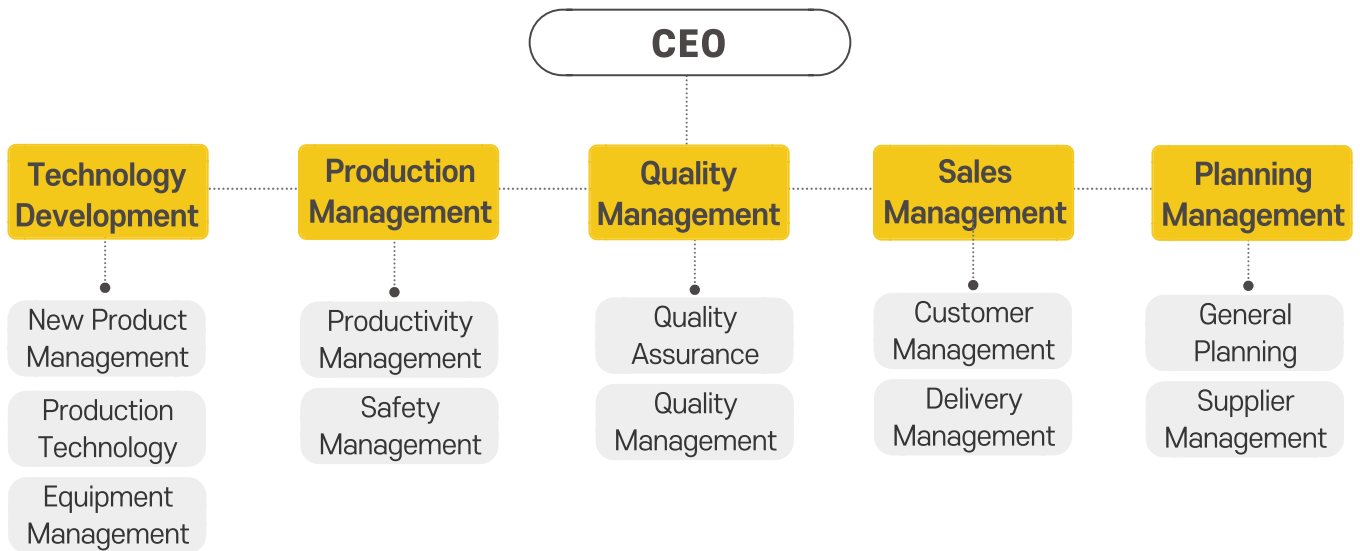 CEO
Technology
Development
Production
Management
Quality
Management
Sales
Management
Planning
Management
New Product
Management
Production
Technology
Equipment
Management
Productivity
Management
Safety
Management
Quality
Assurance
Quality
Management
Customer
Management
Delivery
Management
General
Planning
Supplier
Management